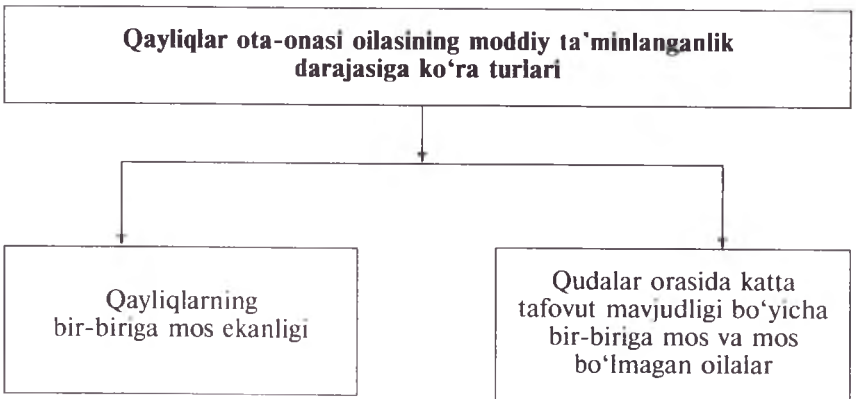 Qayliqlar ota-onasi oilasining moddiy ta'minlanganlik
darajasiga ko‘ra turlari
Qayliqlarning
bir-biriga mos ekanligi
Qudalar orasida katta
tafovut mavjudligi bo‘yicha
bir-biriga mos va mos
bo‘lmagan oilalar